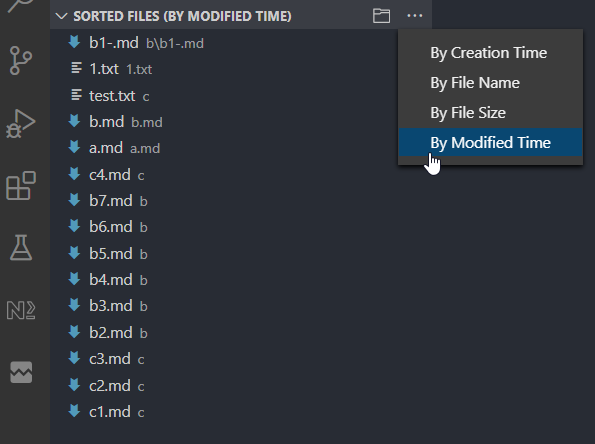 SORTED FILES (BY MODIFIED TIME)
b1-.md b\b1-.md
1.txt 1.txt
test.txt c
b.md b.md
a.md a.md
c4.md c
b7.md b
b6.md b
b5.md b
b4.md b
b3.md b
b2.md b
c3.md c
c2.md c
c1.md c
By Creation Time
By File Name
By File Size
By Modified Time